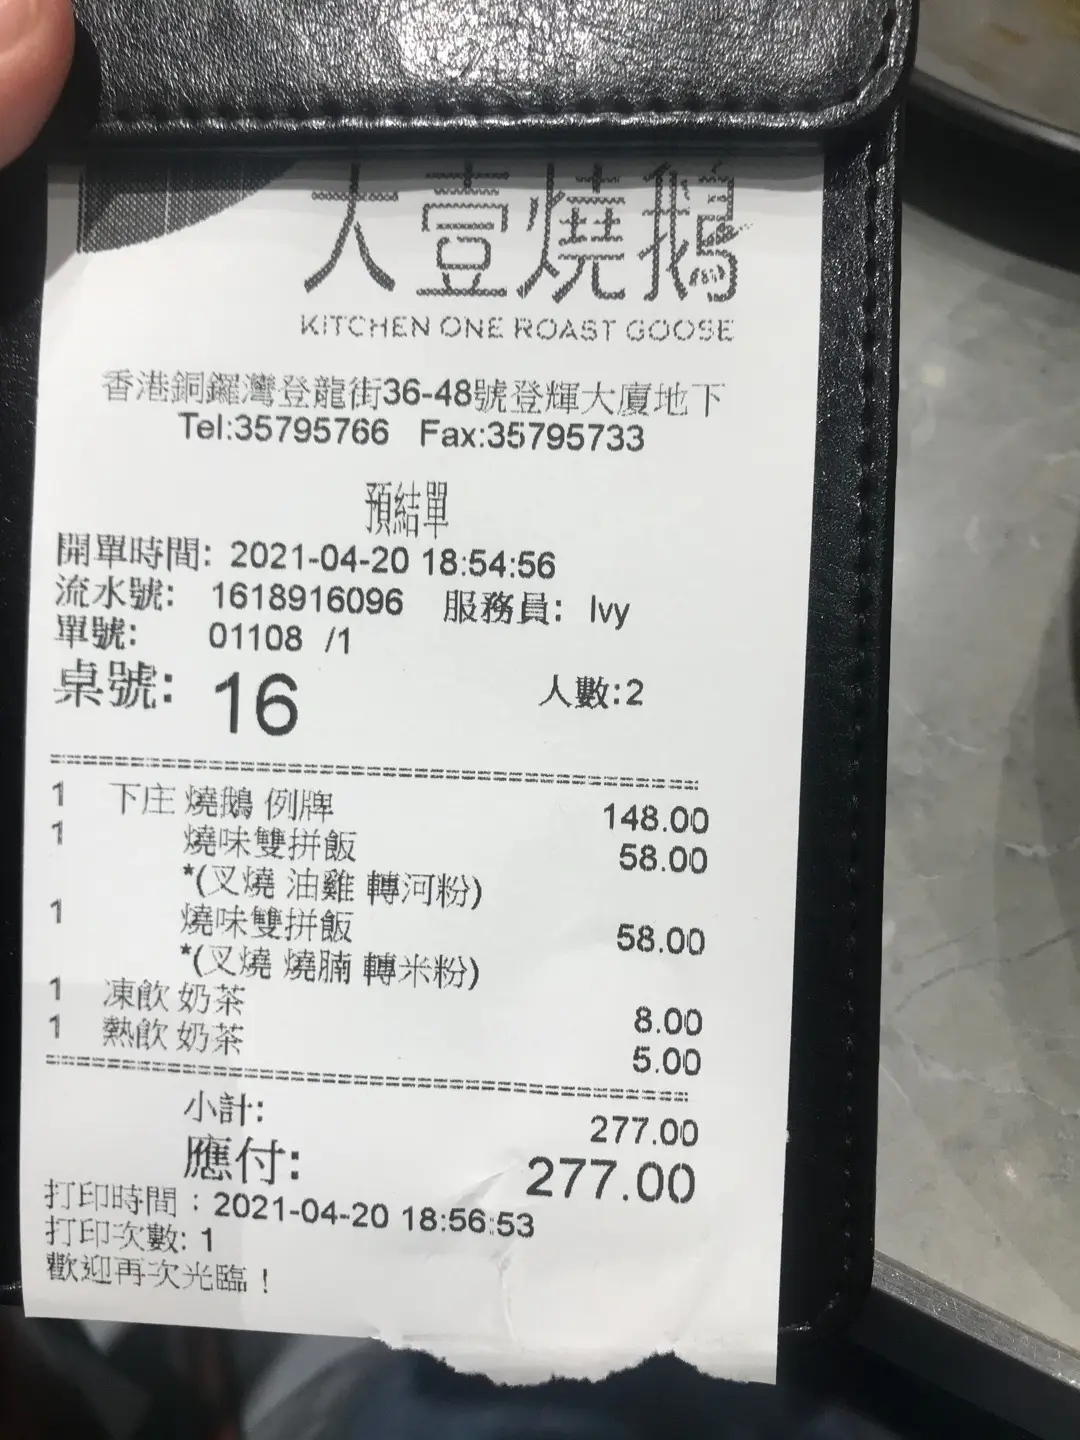 大壹燒鵝
KITCHEN ONE ROAST GOOSE
香港銅鑼灣登龍街36-48號登輝大廈地下
Tel:35795766 Fax:35795733
預結單
開單時間: 2021-04-20 18:54:56
流水號: 1618916096 服務員: Ivy
單號: 01108 /1
桌號: 16 人數:2
1 下庄 燒鵝 例牌 148.00
1 燒味雙拼飯 58.00
*(叉燒 油雞 轉河粉)
1 燒味雙拼飯 58.00
*(叉燒 燒腩 轉米粉)
1 凍飲 奶茶 8.00
1 熱飲 奶茶 5.00
小計: 277.00
應付: 277.00
打印時間：2021-04-20 18:56:53
打印次數: 1
歡迎再次光臨！